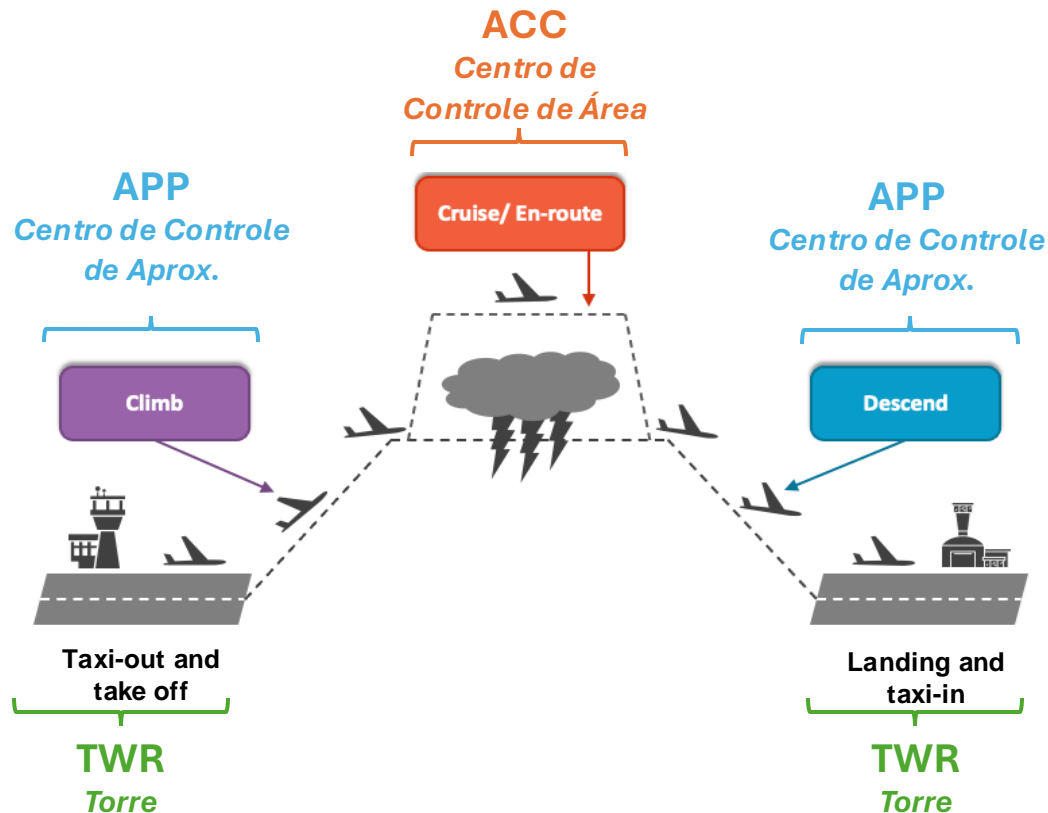 ACC
Centro de
Controle de Área
Cruise/ En-route
APP
Centro de Controle
de Aprox.
Climb
APP
Centro de Controle
de Aprox.
Descend
Taxi-out and
take off
TWR
Torre
Landing and
taxi-in
TWR
Torre